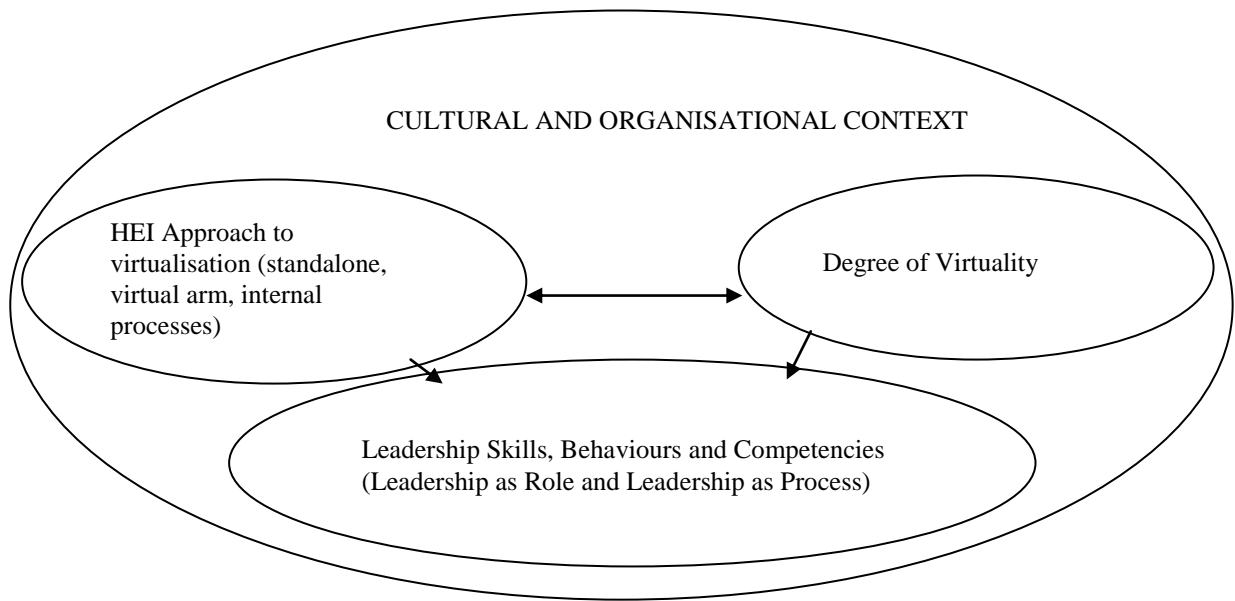 CULTURAL AND ORGANISATIONAL CONTEXT
HEI Approach to
virtualisation (standalone,
virtual arm, internal
processes)
Degree of Virtuality
Leadership Skills, Behaviours and Competencies
(Leadership as Role and Leadership as Process)